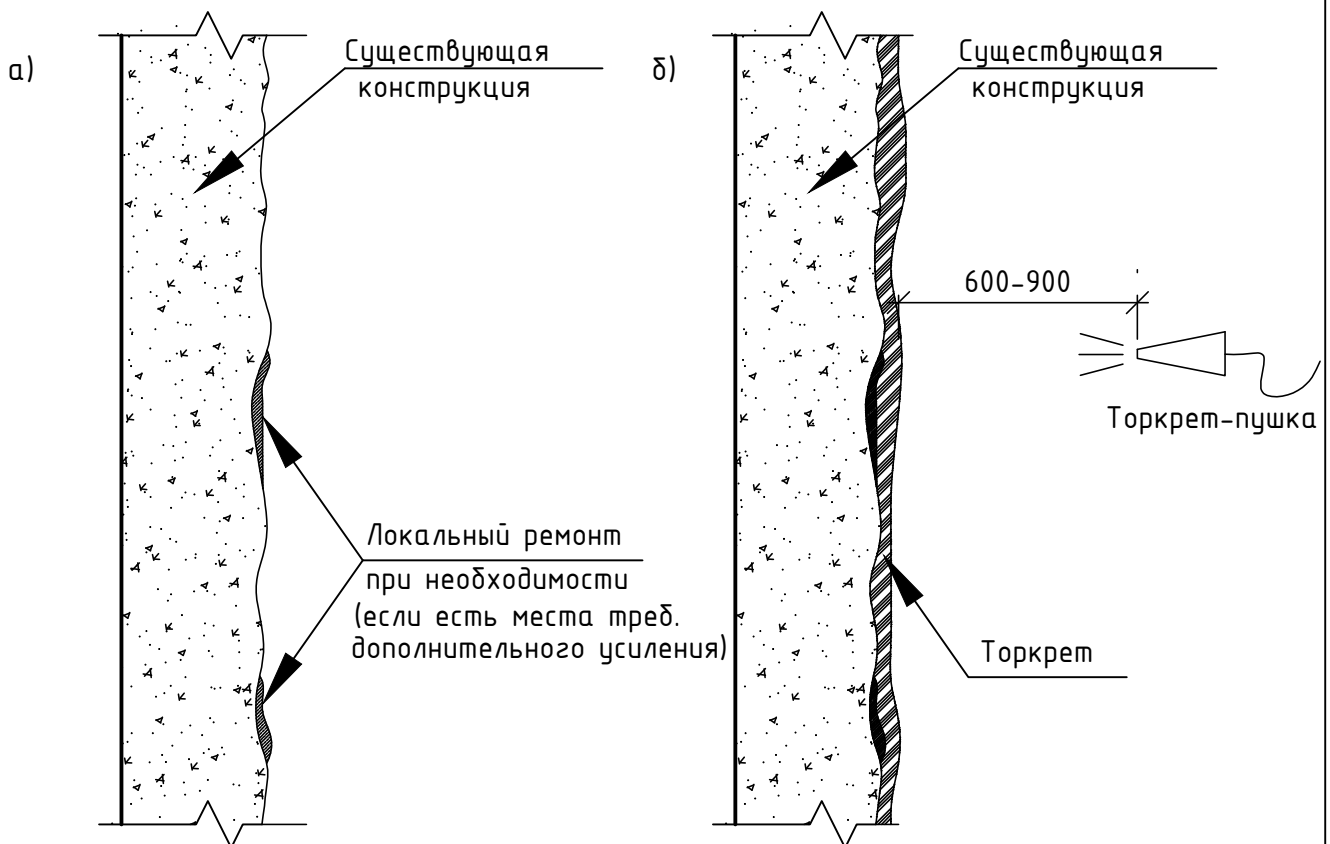 а)
Существующая
конструкция
Локальный ремонт
при необходимости
(если есть места треб.
дополнительного усиления)
б)
Существующая
конструкция
600-900
Торкрет-пушка
Торкрет